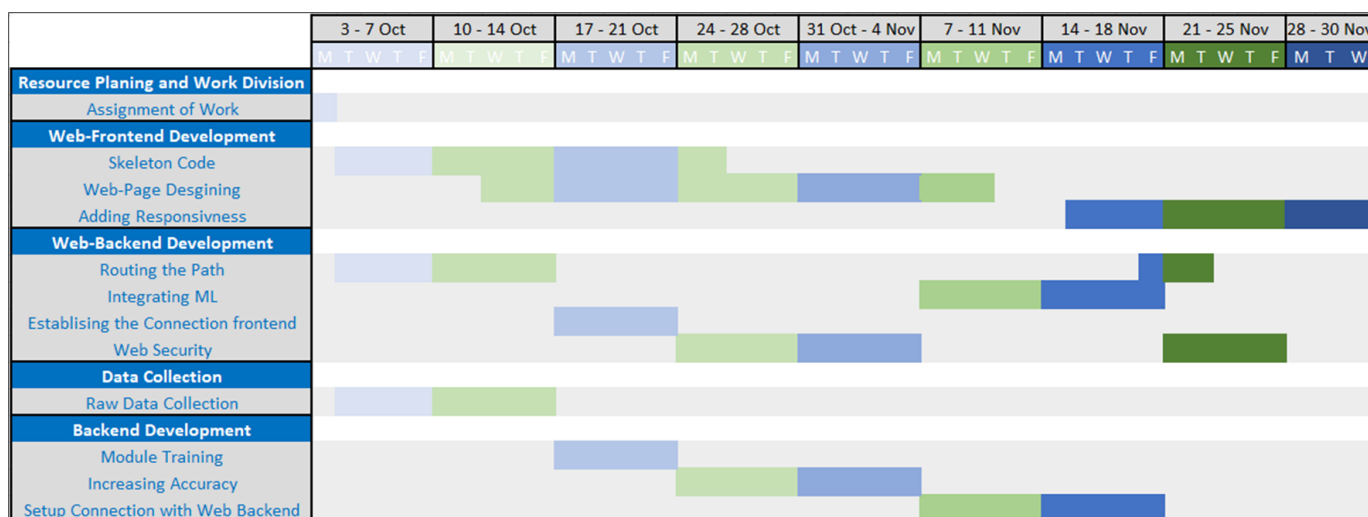 3 - 7 Oct 10 - 14 Oct 17 - 21 Oct 24 - 28 Oct 31 Oct - 4 Nov 7 - 11 Nov 14 - 18 Nov 21 - 25 Nov 28 - 30 Nov
M T W T F M T W T F M T W T F M T W T F M T W T F M T W T F M T W T F M T W T F M T W
Resource Planing and Work Division
Assignment of Work
Web-Frontend Development
Skeleton Code
Web-Page Desgining
Adding Responsivness
Web-Backend Development
Routing the Path
Integrating ML
Establising the Connection frontend
Web Security
Data Collection
Raw Data Collection
Backend Development
Module Training
Increasing Accuracy
Setup Connection with Web Backend